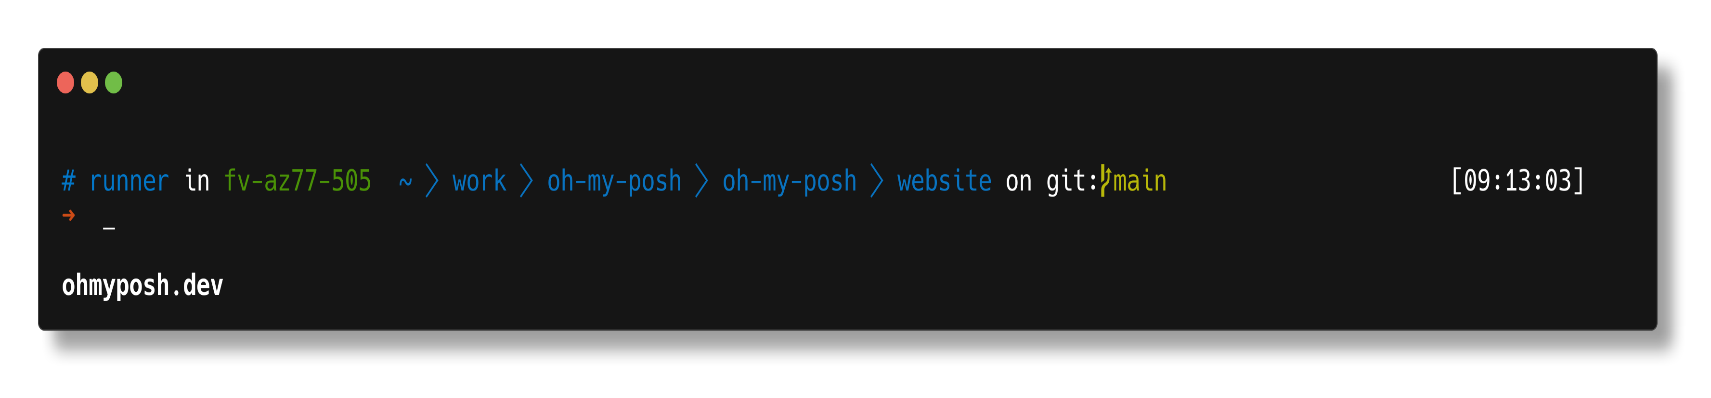 # runner in fv-az77-505 ~ 〉 work 〉 oh-my-posh 〉 oh-my-posh 〉 website on git:main [09:13:03]
➜ _
ohmyposh.dev